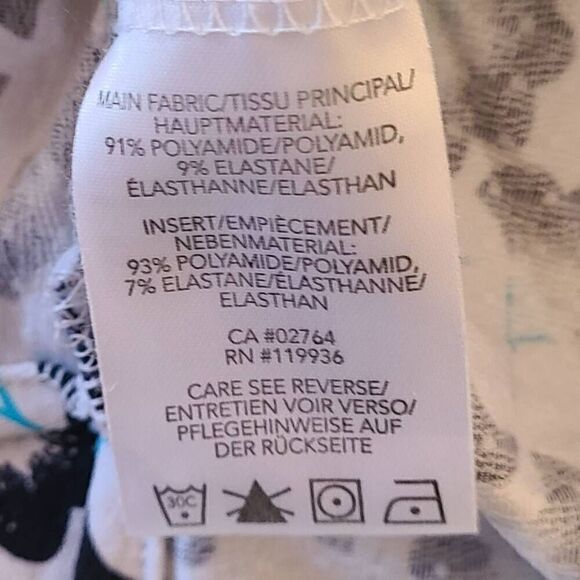 MAIN FABRIC/TISSU PRINCIPAL/
HAUPTMATERIAL:
91% POLYAMIDE/POLYAMID,
9% ELASTANE/
ÉLASTHANNE/ELASTHAN
INSERT/EMPIÈCEMENT/
NEBENMATERIAL:
93% POLYAMIDE/POLYAMID,
7% ELASTANE/ÉLASTHANNE/
ELASTHAN
CA #02764
RN #119936
CARE SEE REVERSE/
ENTRETIEN VOIR VERSO/
PFLEGEHINWEISE AUF
DER RÜCKSEITE
30C